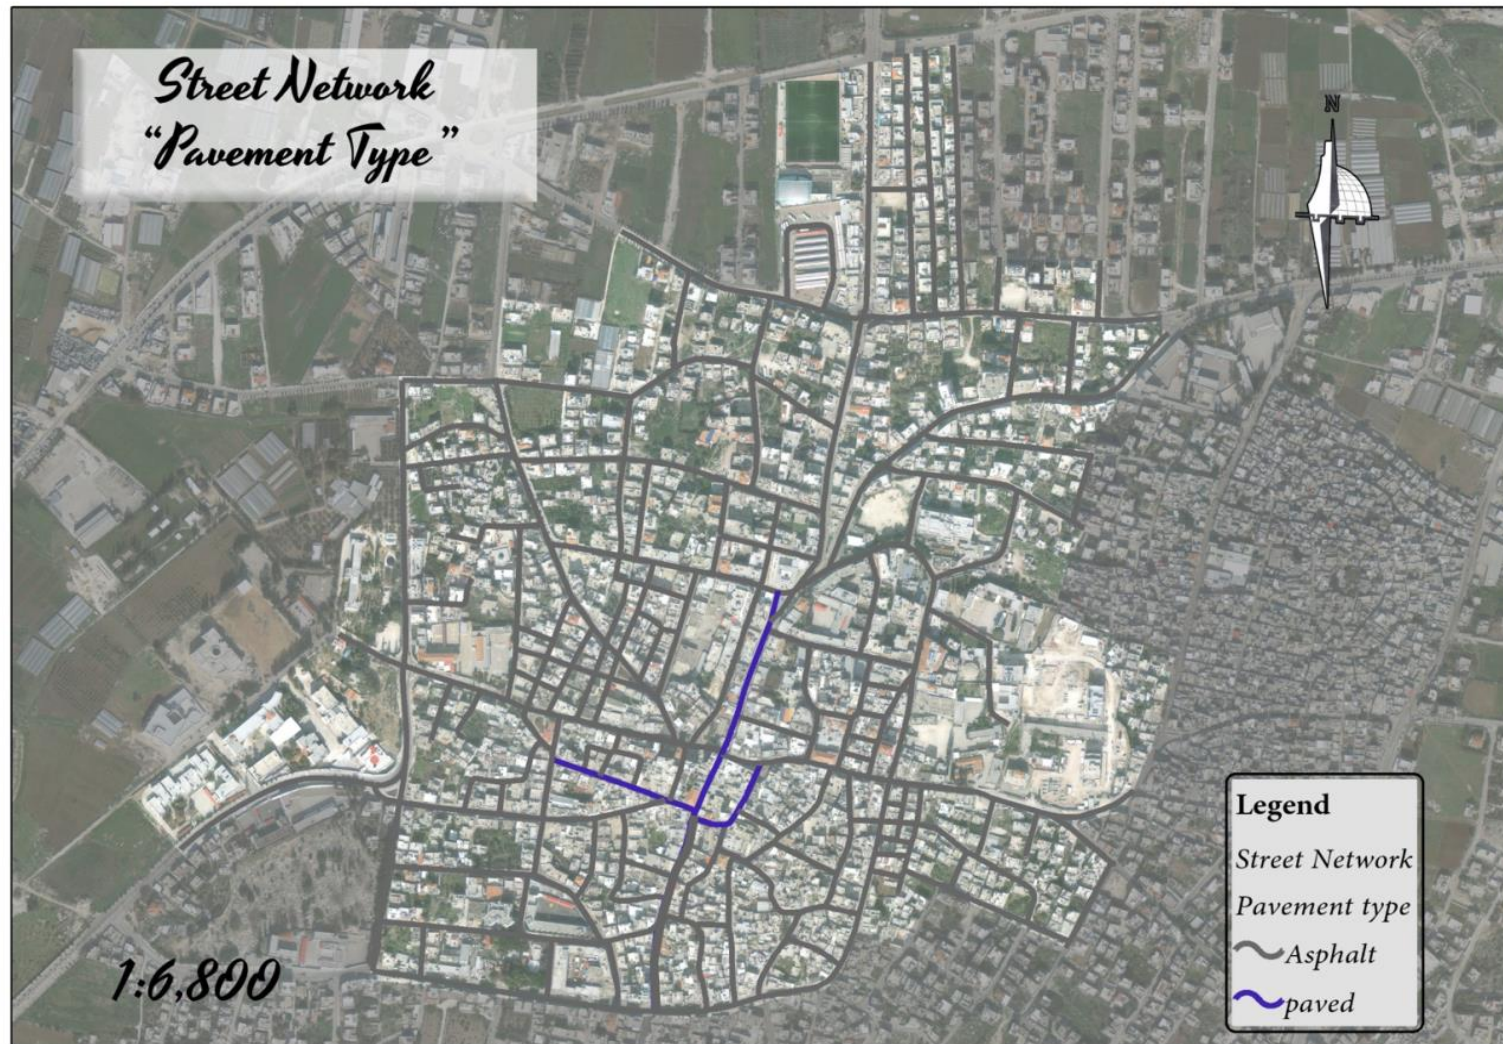 Street Network
“Pavement Type”
N
Legend
Street Network
Pavement type
Asphalt
paved
1:6,800